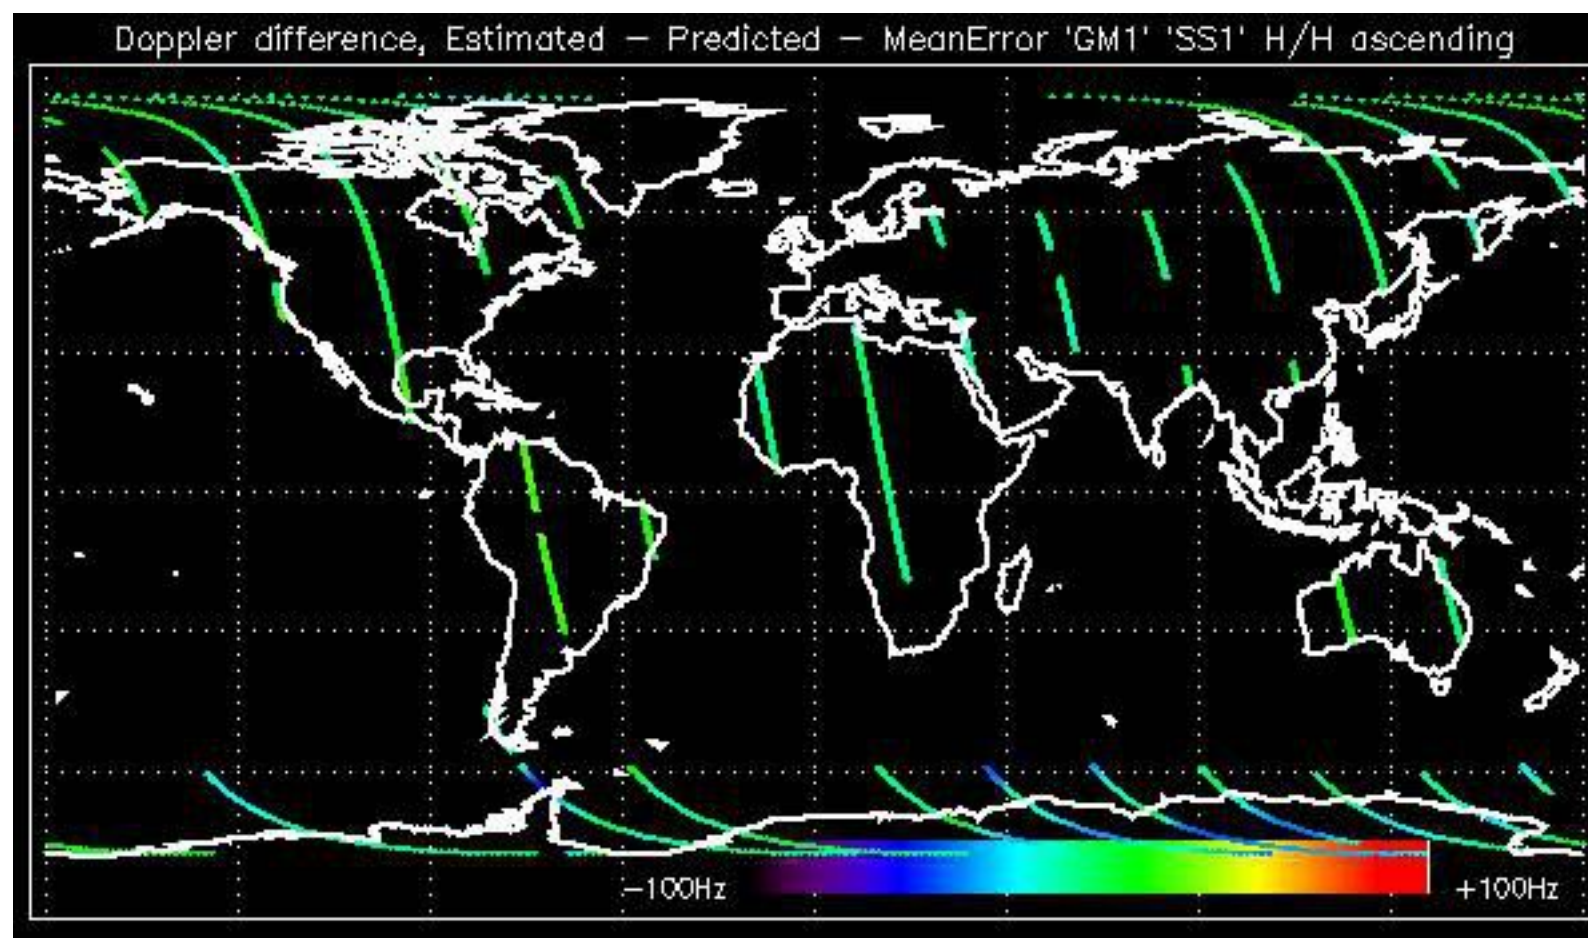 Doppler difference, Estimated − Predicted − MeanError 'GM1' 'SS1' H/H ascending
−100Hz +100Hz